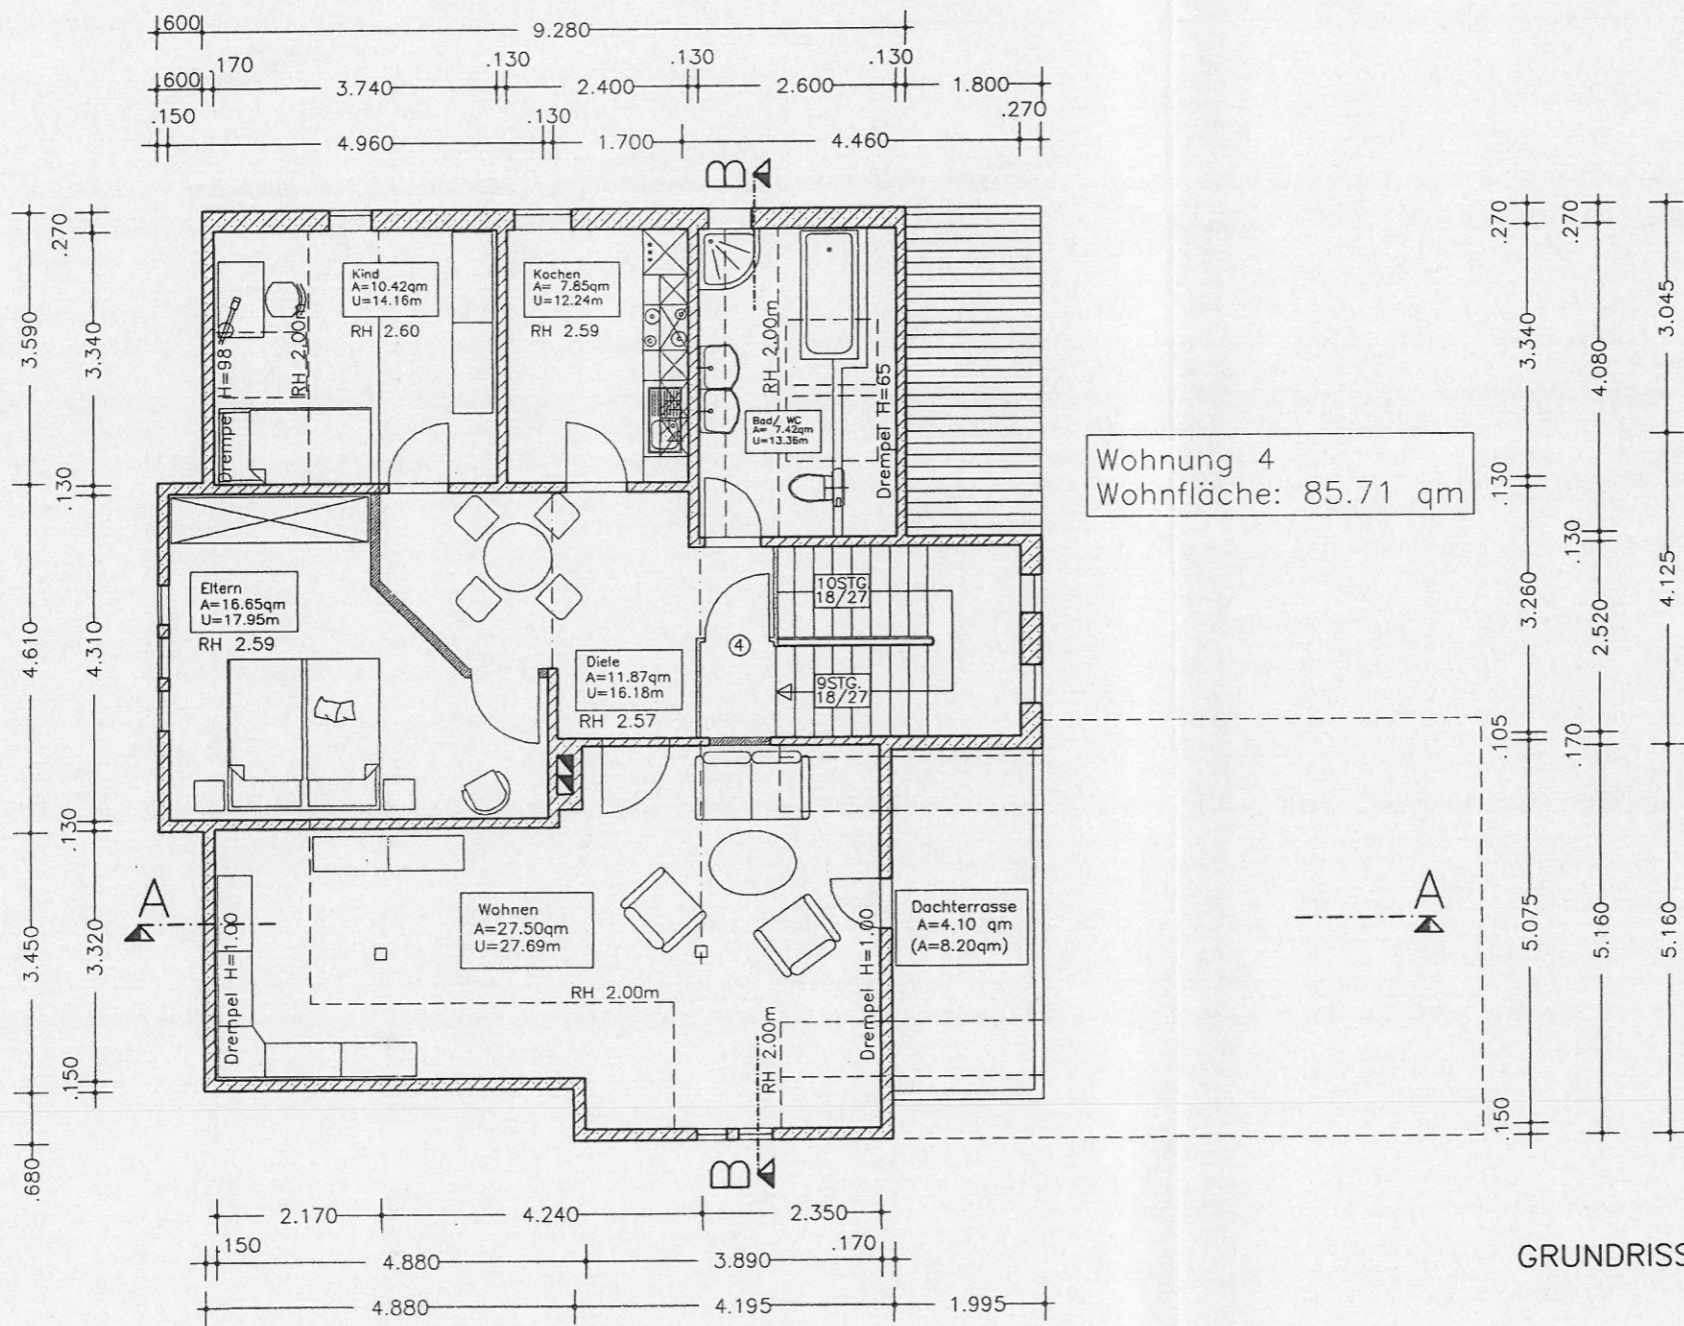 .600
9.280
.600
.170
3.740
.130
2.400
.130
2.600
.130
1.800
.150
4.960
.130
1.700
4.460
.270
B
3.590
4.610
3.450
.680
.270
3.340
.130
4.310
.130
3.320
.150
Kind
A=10.42qm
U=14.16m
RH 2.60
RH 2.00m
Drempel H=98
Kochen
A= 7.85qm
U=12.24m
RH 2.59
RH 2.00m
Bad/ WC
A= 7.42qm
U=13.36m
Drempel H=65
Wohnung 4
Wohnfläche: 85.71 qm
Eltern
A=16.65qm
U=17.95m
RH 2.59
Diele
A=11.87qm
U=16.18m
RH 2.57
4
10STG
18/27
9STG.
18/27
A
Drempel H=1.00
Wohnen
A=27.50qm
U=27.69m
RH 2.00m
RH 2.00m
Drempel H=1.00
Dachterrasse
A=4.10 qm
(A=8.20qm)
A
B
.270
3.340
.130
3.260
.105
5.075
.150
.270
4.080
.130
2.520
.170
5.160
3.045
4.125
5.160
2.170
4.240
2.350
.150
4.880
3.890
.170
4.880
4.195
1.995
GRUNDRISS